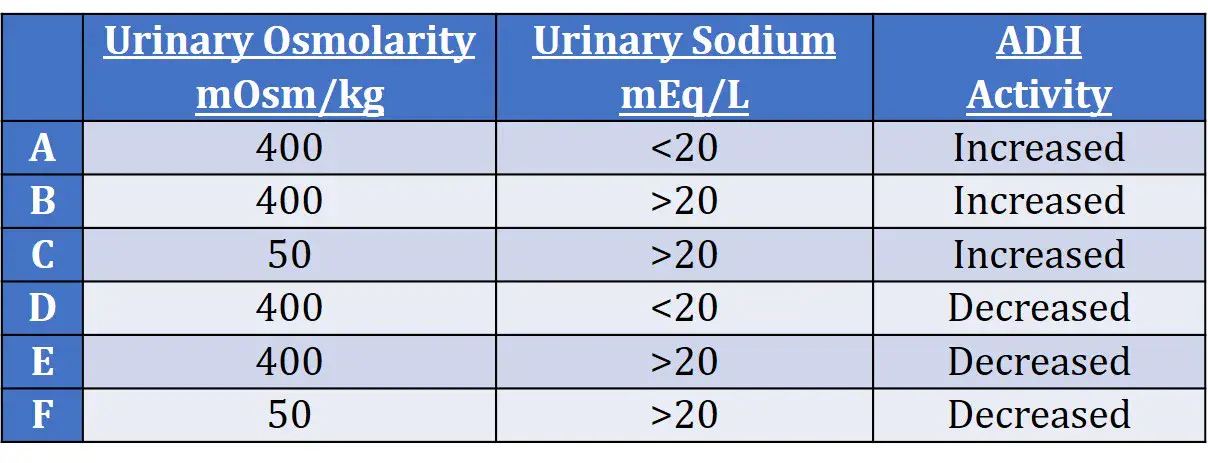 Urinary Osmolarity Urinary Sodium ADH
mOsm/kg mEq/L Activity
A 400 <20 Increased
B 400 >20 Increased
C 50 >20 Increased
D 400 <20 Decreased
E 400 >20 Decreased
F 50 >20 Decreased